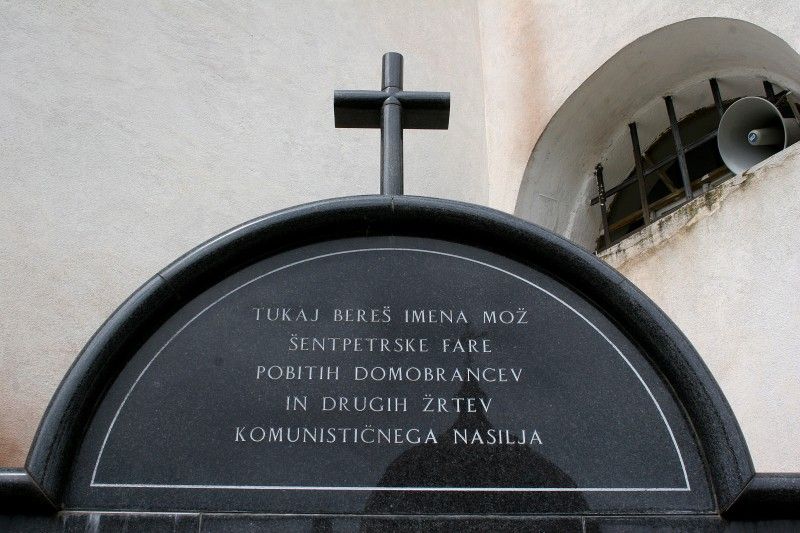 TUKAJ BEREŠ IMENA MOŽ
ŠENTPETRSKE FARE
POBITIH DOMOBRANCEV
IN DRUGIH ŽRTEV
KOMUNISTIČNEGA NASILJA